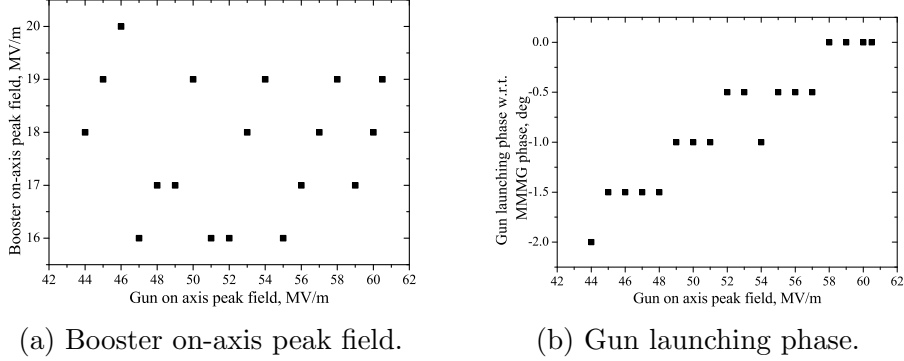 Booster on-axis peak field, MV/m
20
19
18
17
16
42 44 46 48 50 52 54 56 58 60 62
Gun on axis peak field, MV/m
(a) Booster on-axis peak field.
Gun launching phase w.r.t.
MMMG phase, deg
0.0
-0.5
-1.0
-1.5
-2.0
42 44 46 48 50 52 54 56 58 60 62
Gun on axis peak field, MV/m
(b) Gun launching phase.